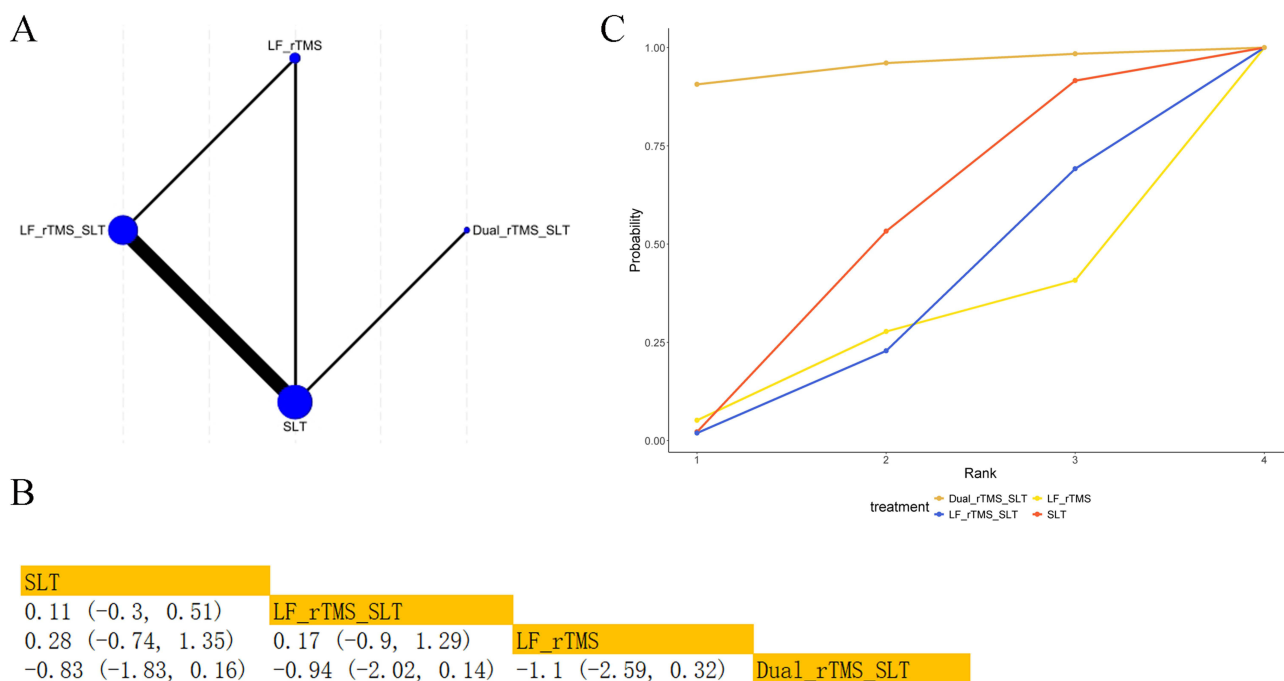 A
LF_rTMS
LF_rTMS_SLT
Dual_rTMS_SLT
SLT
B
SLT
0.11 (-0.3, 0.51) LF_rTMS_SLT
0.28 (-0.74, 1.35) 0.17 (-0.9, 1.29) LF_rTMS
-0.83 (-1.83, 0.16) -0.94 (-2.02, 0.14) -1.1 (-2.59, 0.32) Dual_rTMS_SLT
C
1.00
0.75
0.50
0.25
0.00
Probability
1 2 3 4
Rank
treatment
Dual_rTMS_SLT LF_rTMS
LF_rTMS_SLT SLT